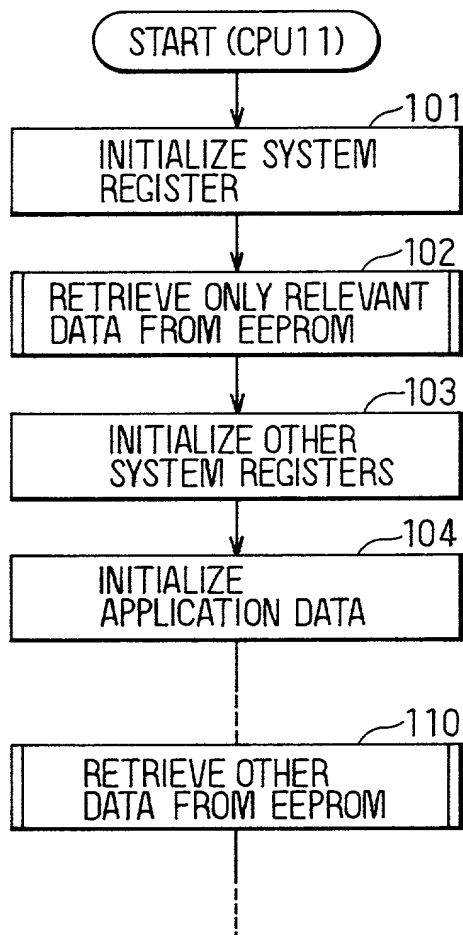 START (CPU11)
101
INITIALIZE SYSTEM
REGISTER
102
RETRIEVE ONLY RELEVANT
DATA FROM EEPROM
103
INITIALIZE OTHER
SYSTEM REGISTERS
104
INITIALIZE
APPLICATION DATA
110
RETRIEVE OTHER
DATA FROM EEPROM